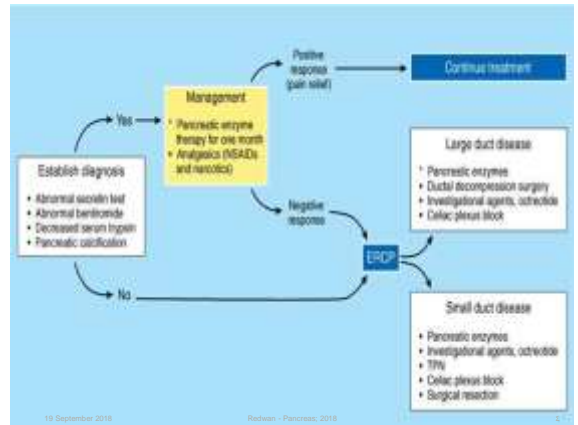 Establish diagnosis
• Abnormal secretin test
• Abnormal bentiromide
• Decreased serum trypsin
• Pancreatic calcification
Yes
No
Management
• Pancreatic enzyme
therapy for one month
• Analgesics (NSAIDs
and narcotics)
Positive
response
(pain relief)
Continue treatment
Negative
response
ERCP
Large duct disease
• Pancreatic enzymes
• Ductal decompression surgery
• Investigational agents, octreotide
• Celiac plexus block
Small duct disease
• Pancreatic enzymes
• Investigational agents, octreotide
• TPN
• Celiac plexus block
• Surgical resection
Redwan - Pancreas, 2018